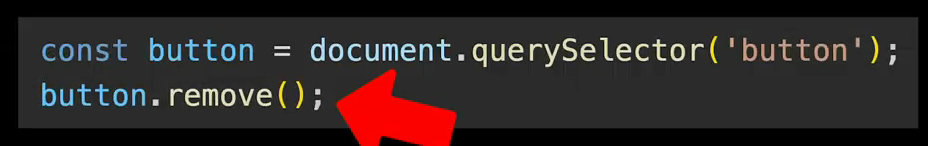 const button = document.querySelector('button');
button.remove();